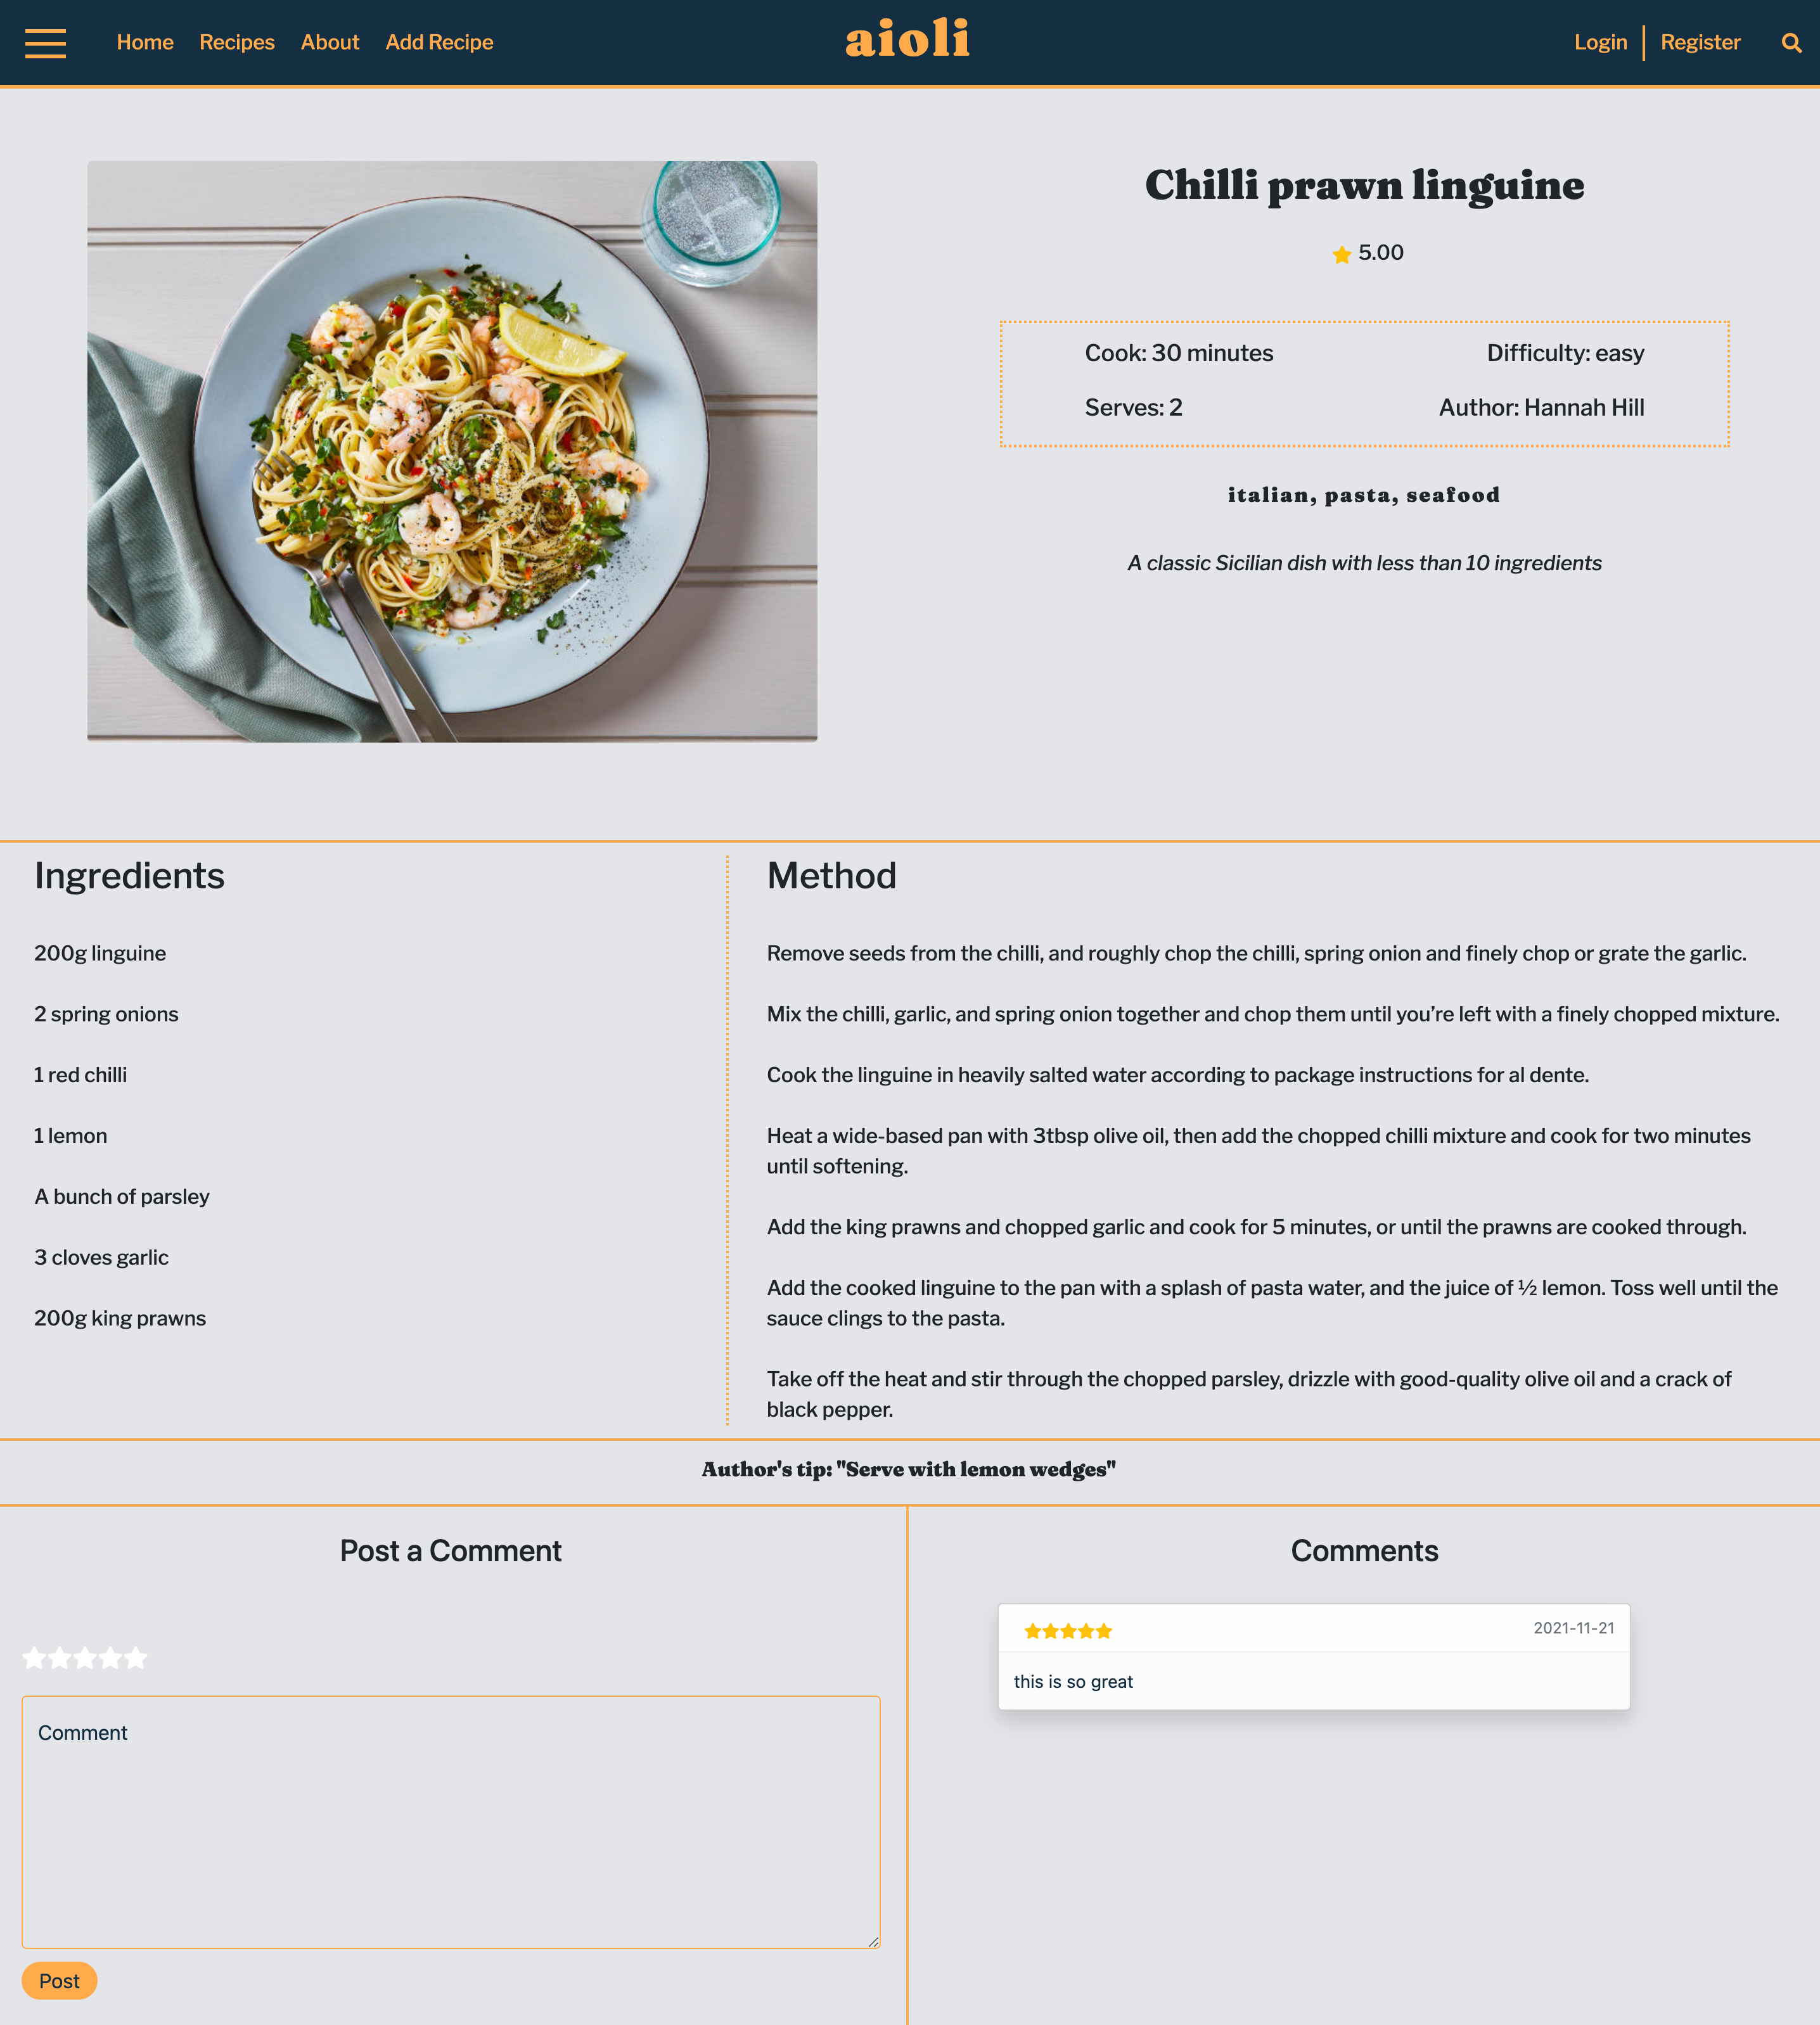 Home Recipes About Add Recipe
aioli
Login Register
Chilli prawn linguine
5.00
Cook: 30 minutes
Difficulty: easy
Serves: 2
Author: Hannah Hill
italian, pasta, seafood
A classic Sicilian dish with less than 10 ingredients
Ingredients
200g linguine
2 spring onions
1 red chilli
1 lemon
A bunch of parsley
3 cloves garlic
200g king prawns
Method
Remove seeds from the chilli, and roughly chop the chilli, spring onion and finely chop or grate the garlic.
Mix the chilli, garlic, and spring onion together and chop them until you’re left with a finely chopped mixture.
Cook the linguine in heavily salted water according to package instructions for al dente.
Heat a wide-based pan with 3tbsp olive oil, then add the chopped chilli mixture and cook for two minutes
until softening.
Add the king prawns and chopped garlic and cook for 5 minutes, or until the prawns are cooked through.
Add the cooked linguine to the pan with a splash of pasta water, and the juice of ½ lemon. Toss well until the
sauce clings to the pasta.
Take off the heat and stir through the chopped parsley, drizzle with good-quality olive oil and a crack of
black pepper.
Author's tip: "Serve with lemon wedges"
Post a Comment
Comment
Post
Comments
2021-11-21
this is so great